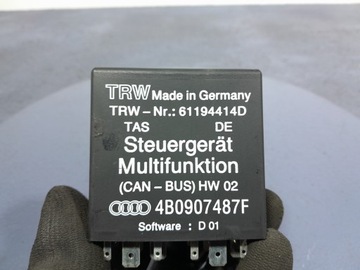 TRW Made in Germany
TRW-Nr.: 61194414D
TAS DE
Steuergerät
Multifunktion
(CAN-BUS) HW 02
4B0907487F
Software : D 01